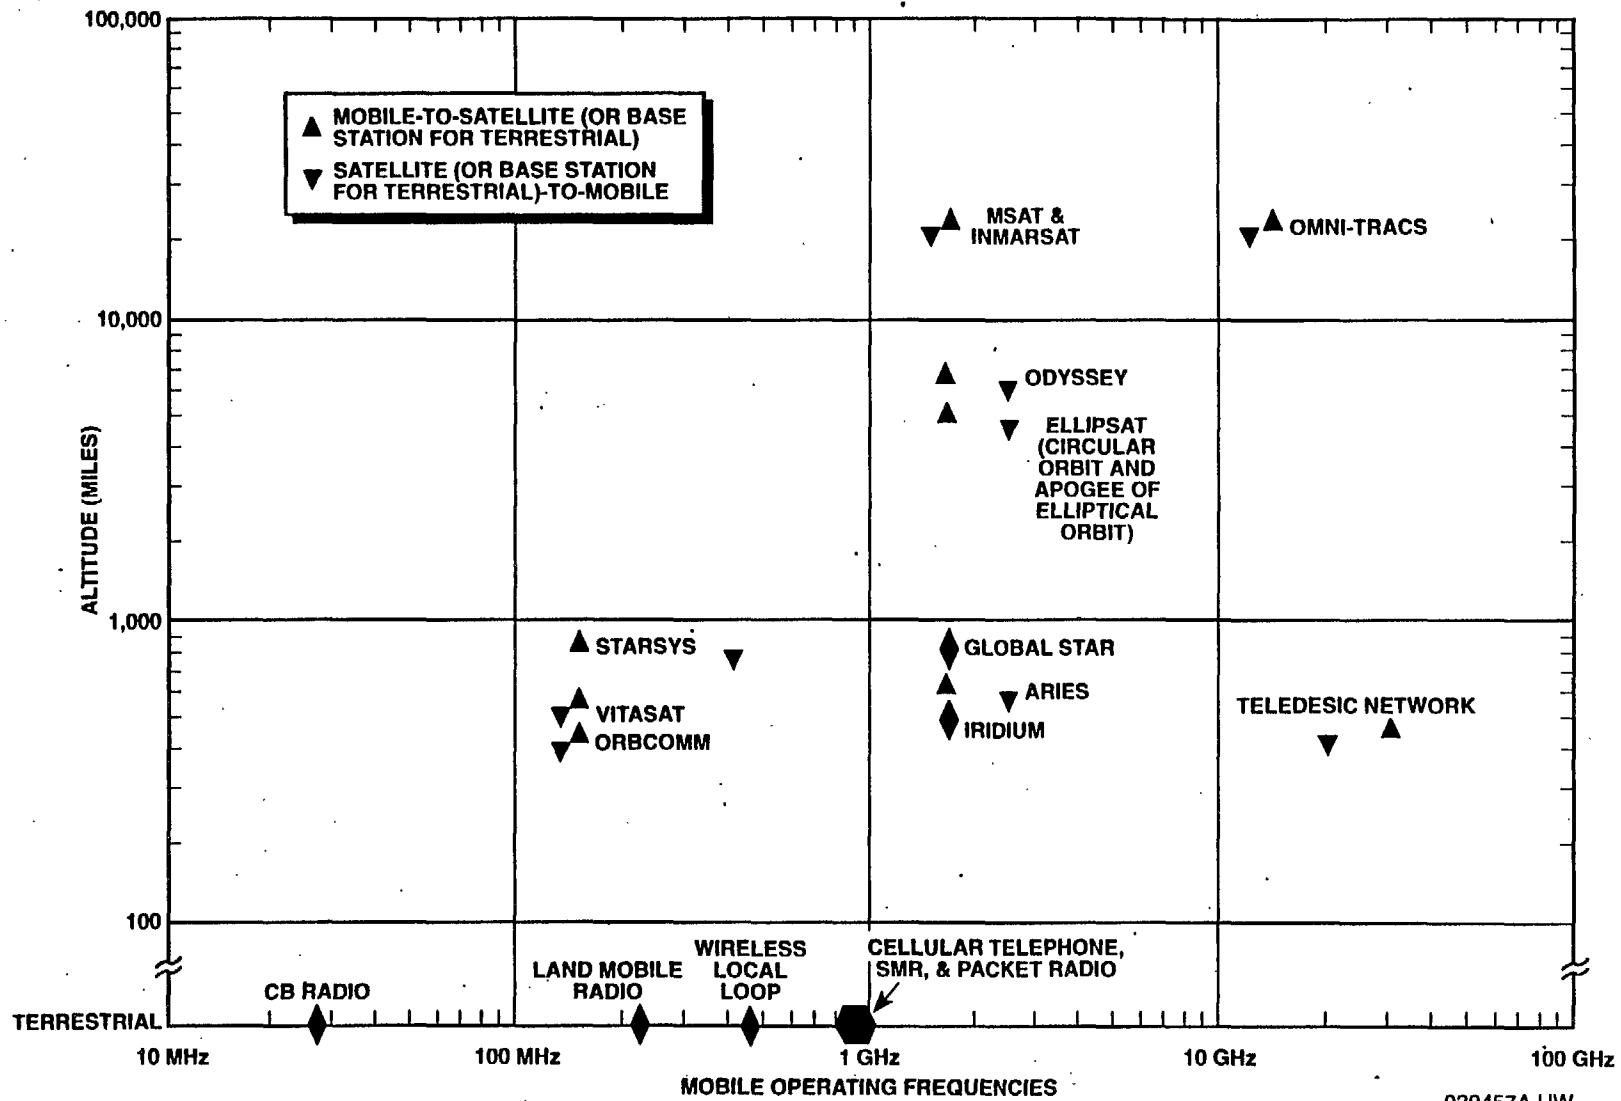 100,000
MOBILE-TO-SATELLITE (OR BASE
STATION FOR TERRESTRIAL)
SATELLITE (OR BASE STATION
FOR TERRESTRIAL)-TO-MOBILE
MSAT &
INMARSAT
OMNI-TRACS
10,000
ODYSSEY
ELLIPSAT
(CIRCULAR
ORBIT AND
APOGEE OF
ELLIPTICAL
ORBIT)
ALTITUDE (MILES)
1,000
STARSYS
GLOBAL STAR
ARIES
VITASAT
TELEDESIC NETWORK
IRIDIUM
ORBCOMM
100
WIRELESS
LOCAL
LOOP
CELLULAR TELEPHONE,
SMR, & PACKET RADIO
LAND MOBILE
RADIO
CB RADIO
TERRESTRIAL
10 MHz
100 MHz
1 GHz
10 GHz
100 GHz
MOBILE OPERATING FREQUENCIES